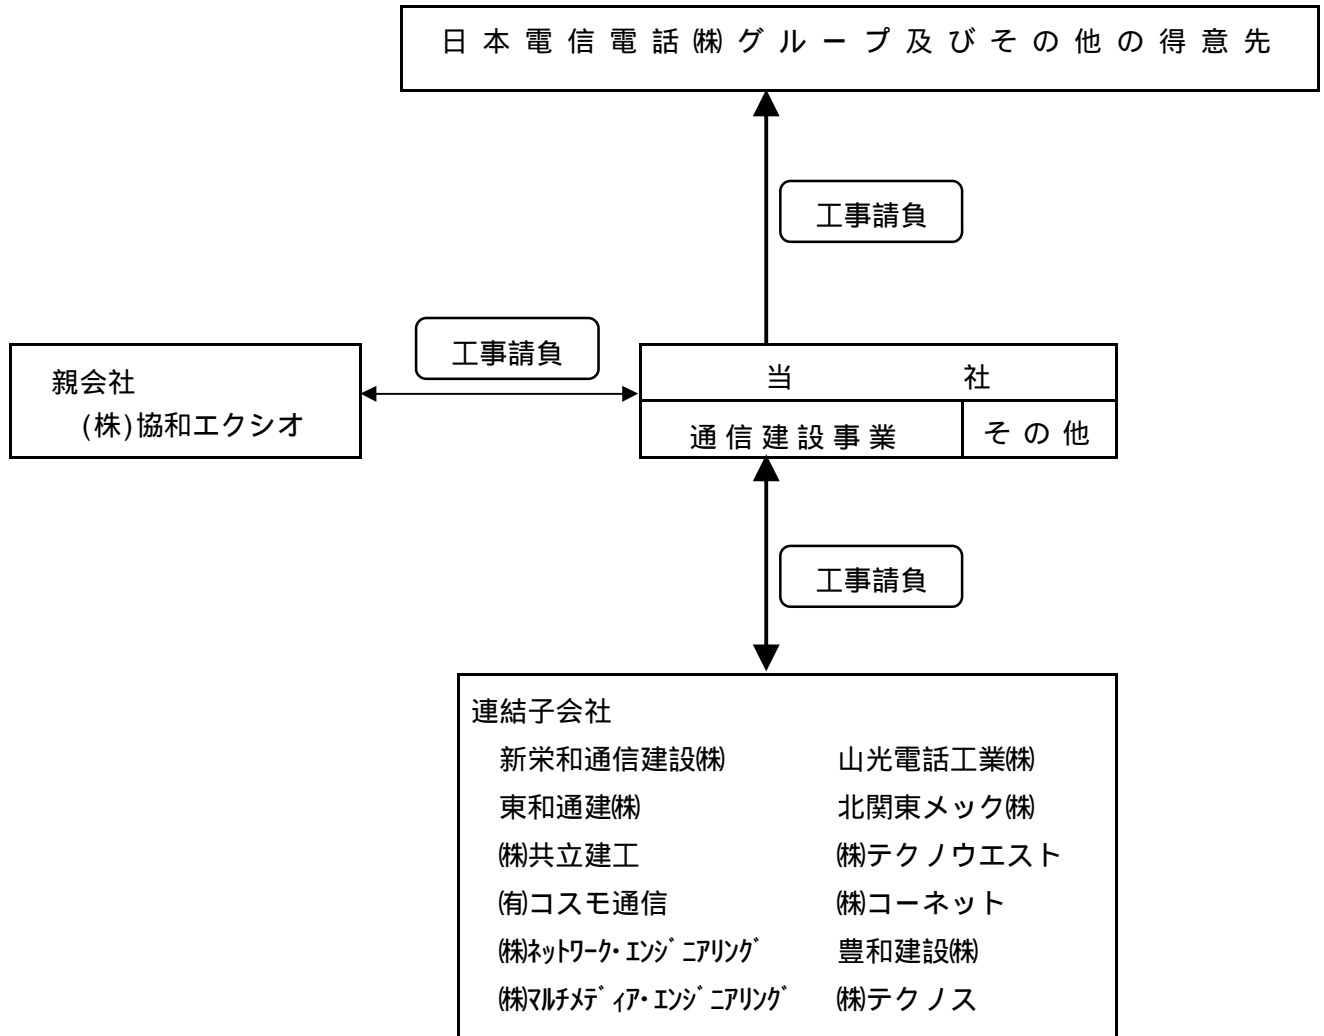 日本電信電話㈱グループ及びその他の得意先
工事請負
工事請負
親会社
(株)協和エクシオ
当 社
通信建設事業 その他
工事請負
連結子会社
新栄和通信建設㈱ 山光電話工業㈱
東和通建㈱ 北関東メック㈱
㈱共立建工 ㈱テクノウエスト
㈲コスモ通信 ㈱コーネット
㈱ﾈｯﾄﾜｰｸ･ｴﾝｼﾞﾆｱﾘﾝｸﾞ 豊和建設㈱
㈱ﾏﾙﾁﾒﾃﾞｨｱ･ｴﾝｼﾞﾆｱﾘﾝｸﾞ ㈱テクノス